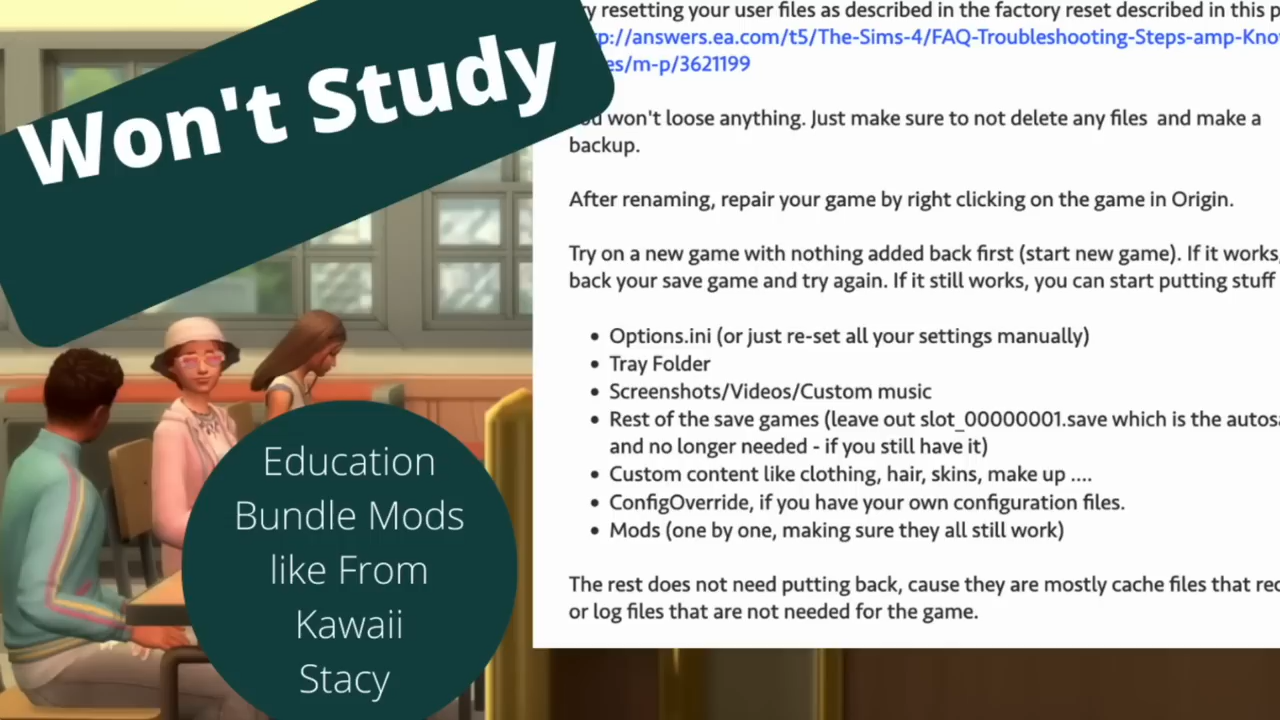 Won't Study
Education
Bundle Mods
like From
Kawaii
Stacy
resetting your user files as described in the factory reset described in this
p://answers.ea.com/t5/The-Sims-4/FAQ-Troubleshooting-Steps-amp-Kno
es/m-p/3621199
won't loose anything. Just make sure to not delete any files and make a
backup.
After renaming, repair your game by right clicking on the game in Origin.
Try on a new game with nothing added back first (start new game). If it works,
back your save game and try again. If it still works, you can start putting stuff
• Options.ini (or just re-set all your settings manually)
• Tray Folder
• Screenshots/Videos/Custom music
• Rest of the save games (leave out slot_00000001.save which is the autosa
and no longer needed - if you still have it)
• Custom content like clothing, hair, skins, make up ....
• ConfigOverride, if you have your own configuration files.
• Mods (one by one, making sure they all still work)
The rest does not need putting back, cause they are mostly cache files that rec
or log files that are not needed for the game.